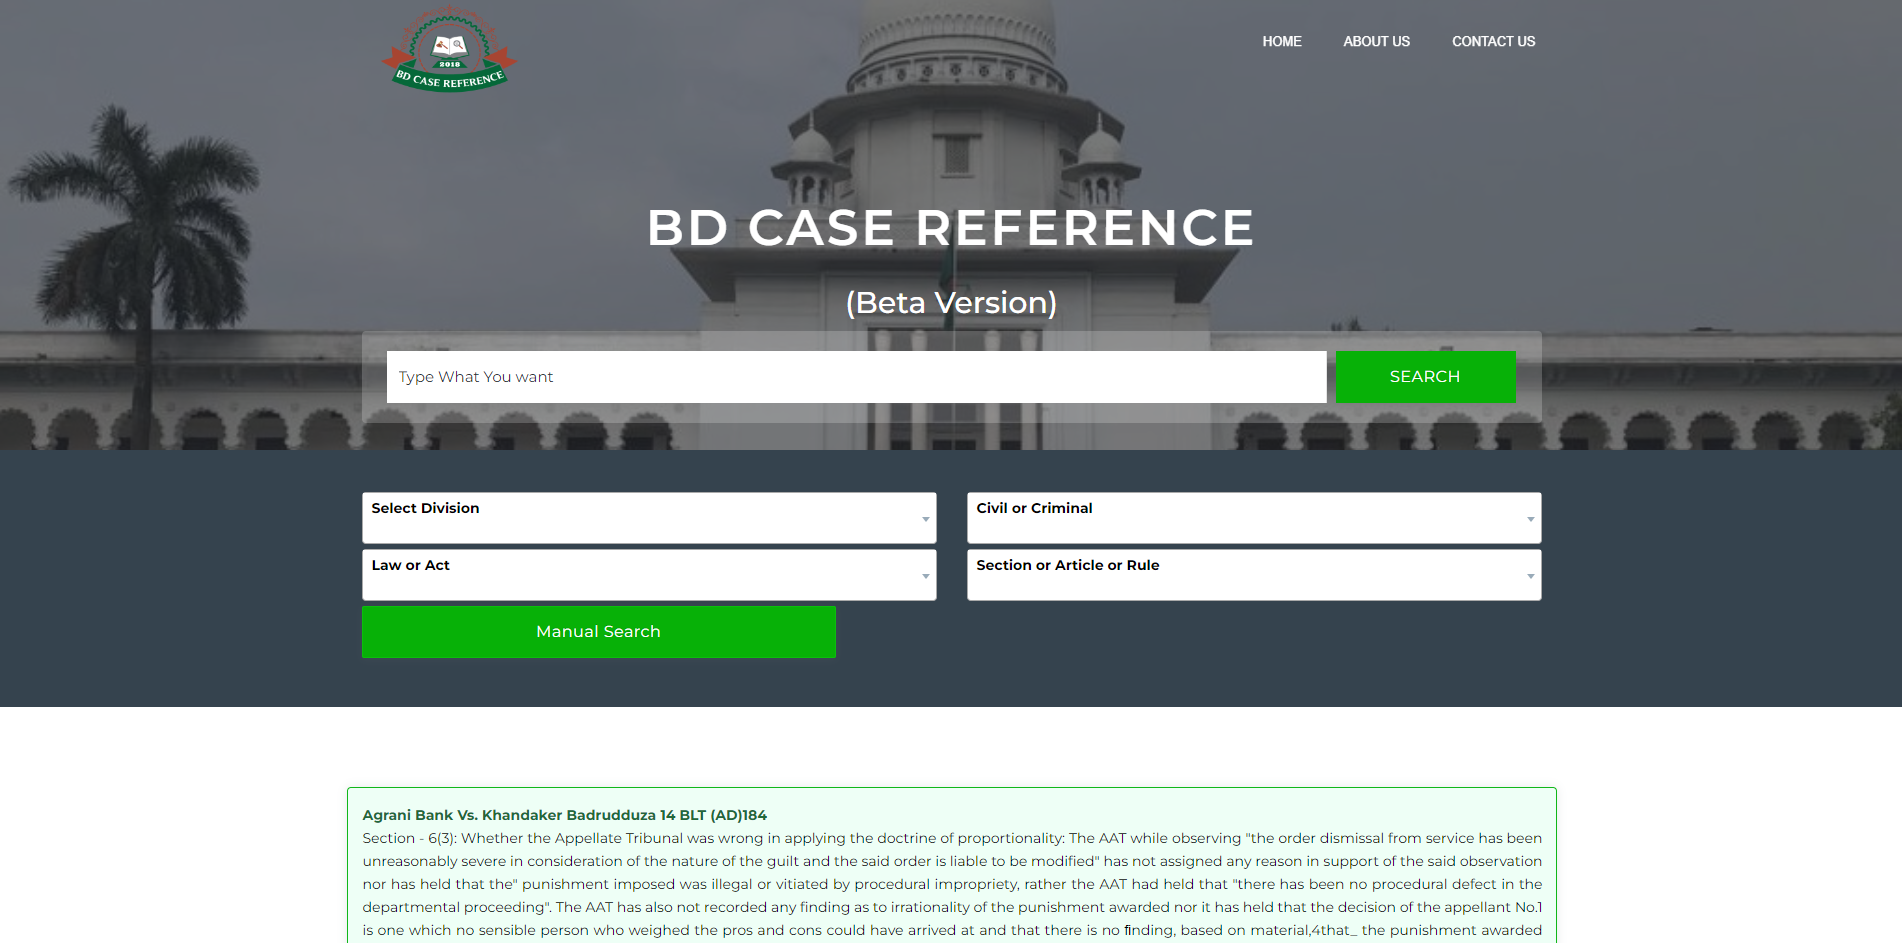 2018
BD CASE REFERENCE
HOME
ABOUT US
CONTACT US
BD CASE REFERENCE
(Beta Version)
Type What You want
SEARCH
Select Division
Civil or Criminal
Law or Act
Section or Article or Rule
Manual Search
Agrani Bank Vs. Khandaker Badrudduza 14 BLT (AD)184
Section - 6(3): Whether the Appellate Tribunal was wrong in applying the doctrine of proportionality: The AAT while observing "the order dismissal from service has been
unreasonably severe in consideration of the nature of the guilt and the said order is liable to be modified" has not assigned any reason in support of the said observation
nor has held that the" punishment imposed was illegal or vitiated by procedural impropriety, rather the AAT had held that "there has been no procedural defect in the
departmental proceeding". The AAT has also not recorded any finding as to irrationality of the punishment awarded nor it has held that the decision of the appellant No.1
is one which no sensible person who weighed the pros and cons could have arrived at and that there is no finding, based on material,4that_ the punishment awarded